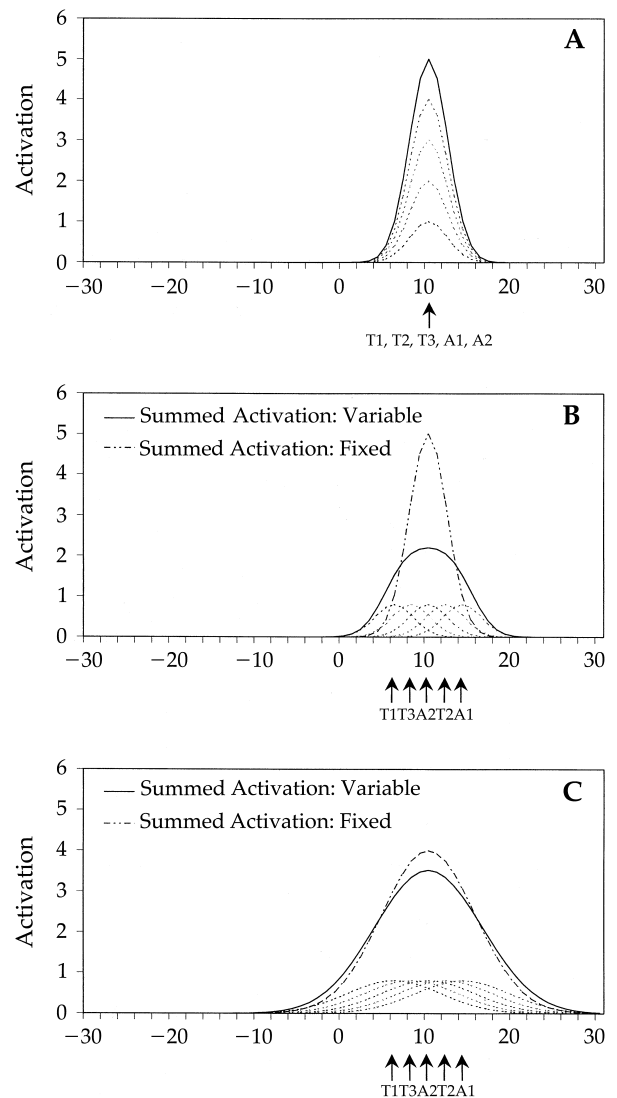 6
A
5
4
3
2
1
0
Activation
−30 −20 −10 0 10 20 30
T1, T2, T3, A1, A2
6
B
Summed Activation: Variable
5
Summed Activation: Fixed
4
3
2
1
0
Activation
−30 −20 −10 0 10 20 30
T1T3A2T2A1
6
C
Summed Activation: Variable
5
Summed Activation: Fixed
4
3
2
1
0
Activation
−30 −20 −10 0 10 20 30
T1T3A2T2A1